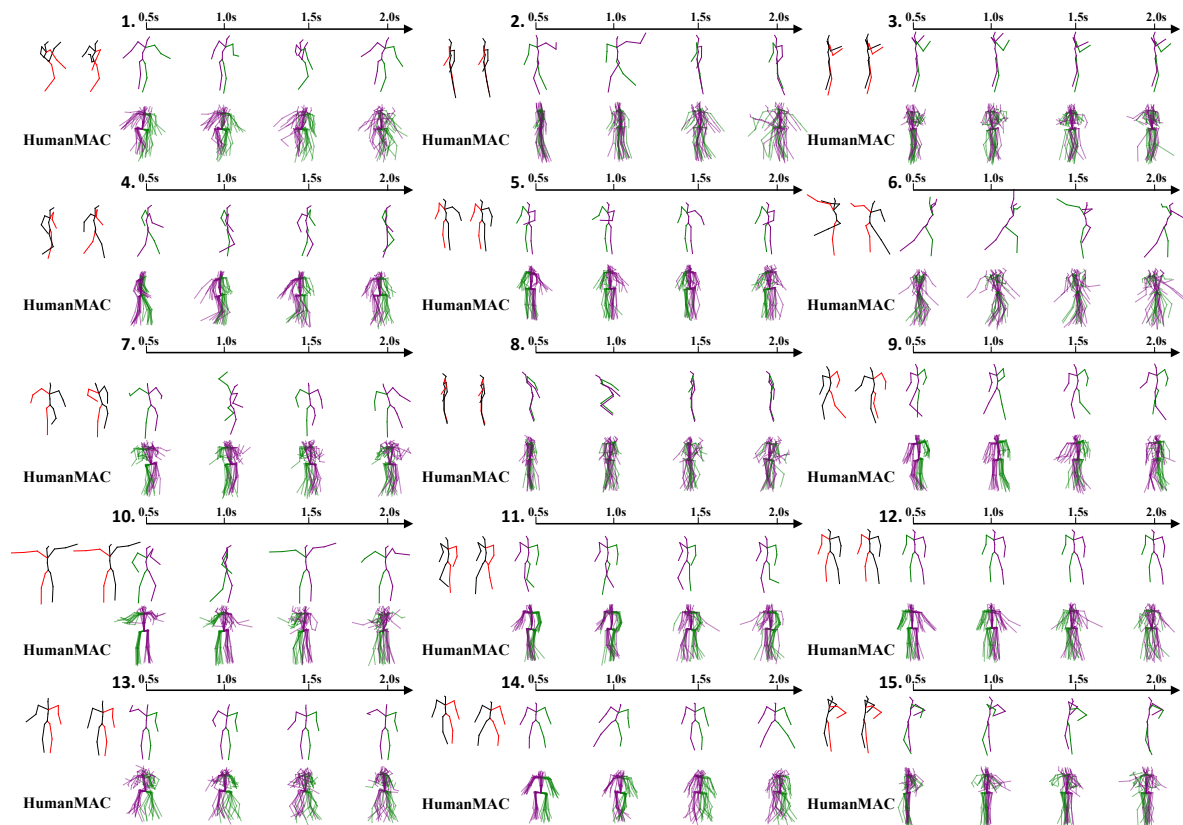 1. 0.5s 1.0s 1.5s 2.0s
HumanMAC
2. 0.5s 1.0s 1.5s 2.0s
HumanMAC
3. 0.5s 1.0s 1.5s 2.0s
HumanMAC
4. 0.5s 1.0s 1.5s 2.0s
HumanMAC
5. 0.5s 1.0s 1.5s 2.0s
HumanMAC
6. 0.5s 1.0s 1.5s 2.0s
HumanMAC
7. 0.5s 1.0s 1.5s 2.0s
HumanMAC
8. 0.5s 1.0s 1.5s 2.0s
HumanMAC
9. 0.5s 1.0s 1.5s 2.0s
HumanMAC
10. 0.5s 1.0s 1.5s 2.0s
HumanMAC
11. 0.5s 1.0s 1.5s 2.0s
HumanMAC
12. 0.5s 1.0s 1.5s 2.0s
HumanMAC
13. 0.5s 1.0s 1.5s 2.0s
HumanMAC
14. 0.5s 1.0s 1.5s 2.0s
HumanMAC
15. 0.5s 1.0s 1.5s 2.0s
HumanMAC